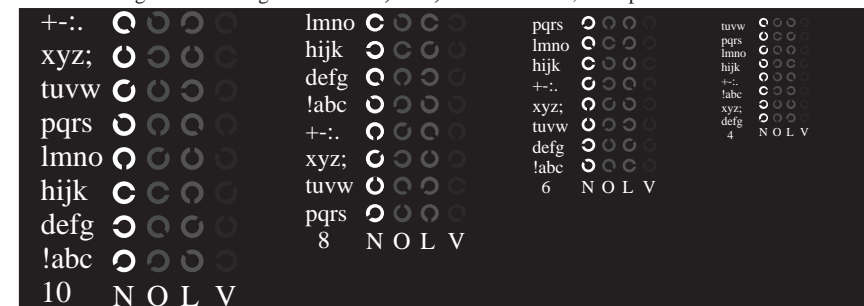 +-:.
xyz;
tuvw
pqrs
lmno
hijk
defg
!abc
10 N O L V
lmno
hijk
defg
!abc
+-:.
xyz;
tuvw
pqrs
8 N O L V
pqrs
lmno
hijk
+-:.
xyz;
tuvw
defg
!abc
6 N O L V
tuvw
pqrs
lmno
hijk
+-:.
!abc
xyz;
defg
4 N O L V